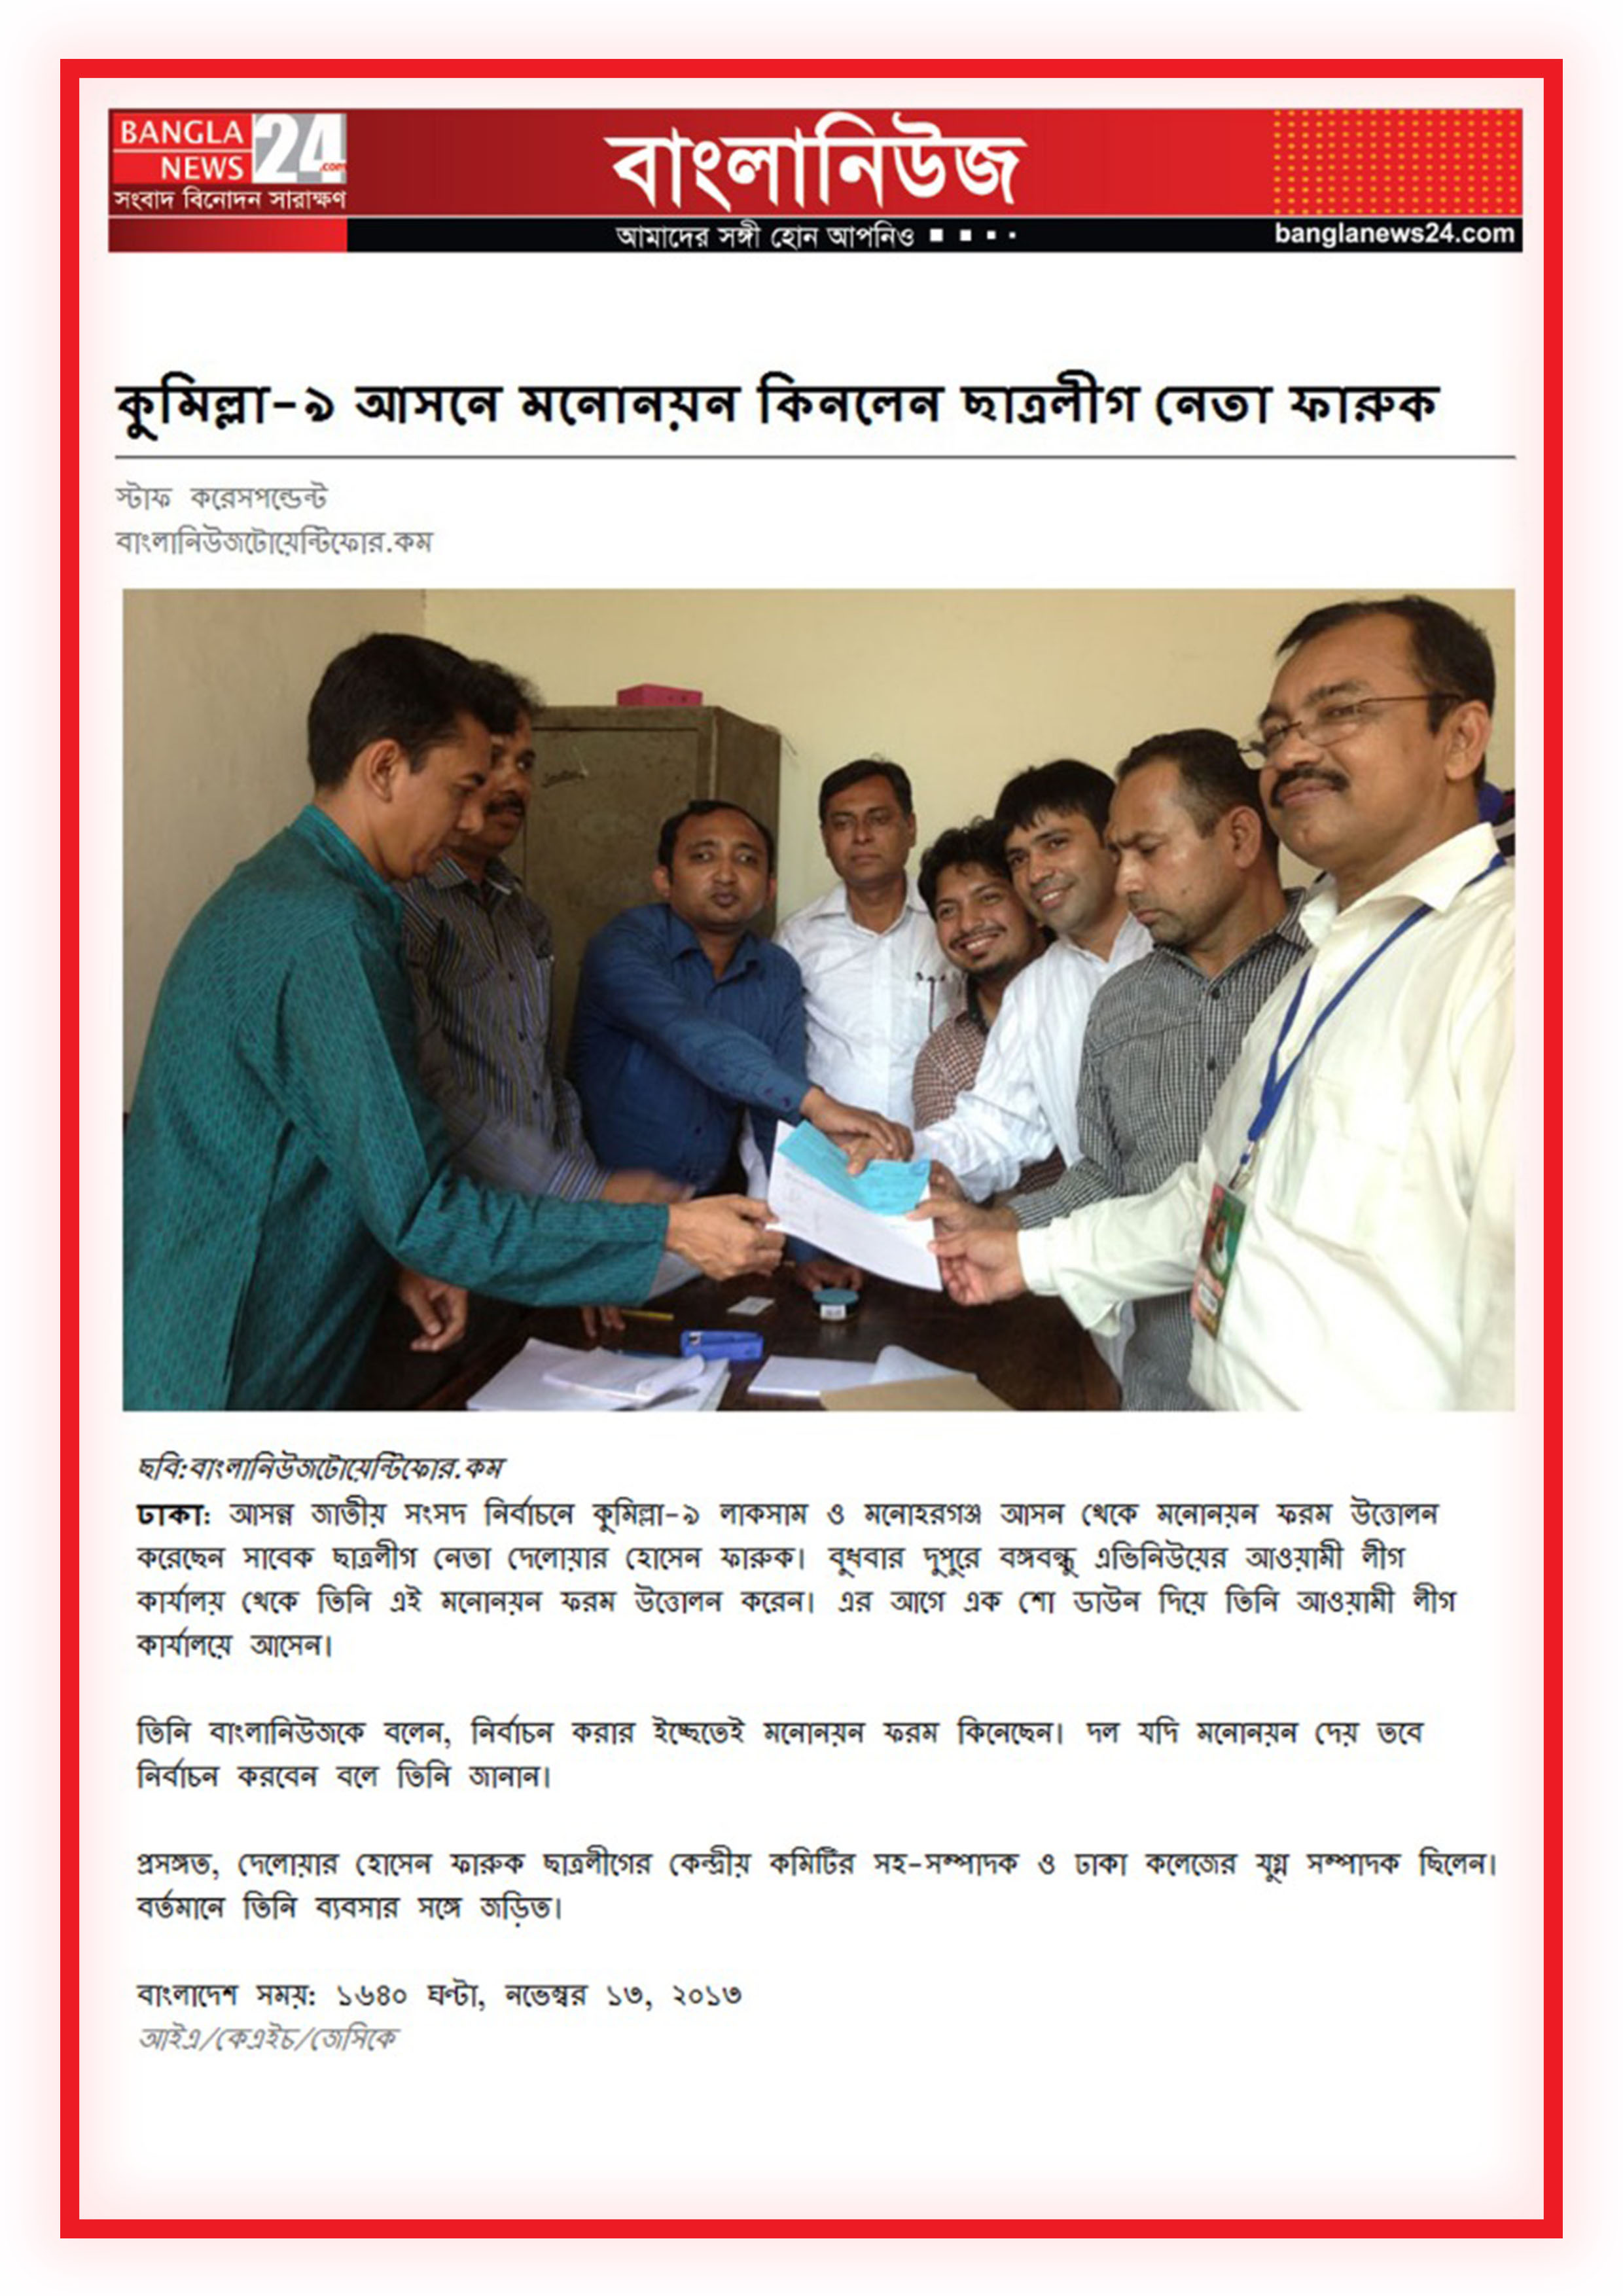 BANGLA
NEWS 24.com
সংবাদ বিনোদন সারাক্ষণ
বাংলানিউজ
আমাদের সঙ্গী হোন আপনিও
banglanews24.com
কুমিল্লা-৯ আসনে মনোনয়ন কিনলেন ছাত্রলীগ নেতা ফারুক
স্টাফ করেসপন্ডেন্ট
বাংলানিউজটোয়েন্টিফোর.কম
ছবি:বাংলানিউজটোয়েন্টিফোর.কম
ঢাকা: আসন্ন জাতীয় সংসদ নির্বাচনে কুমিল্লা-৯ লাকসাম ও মনোহরগঞ্জ আসন থেকে মনোনয়ন ফরম উত্তোলন
করেছেন সাবেক ছাত্রলীগ নেতা দেলোয়ার হোসেন ফারুক। বুধবার দুপুরে বঙ্গবন্ধু এভিনিউয়ের আওয়ামী লীগ
কার্যালয় থেকে তিনি এই মনোনয়ন ফরম উত্তোলন করেন। এর আগে এক শো ডাউন দিয়ে তিনি আওয়ামী লীগ
কার্যালয়ে আসেন।
তিনি বাংলানিউজকে বলেন, নির্বাচন করার ইচ্ছেতেই মনোনয়ন ফরম কিনেছেন। দল যদি মনোনয়ন দেয় তবে
নির্বাচন করবেন বলে তিনি জানান।
প্রসঙ্গত, দেলোয়ার হোসেন ফারুক ছাত্রলীগের কেন্দ্রীয় কমিটির সহ-সম্পাদক ও ঢাকা কলেজের যুগ্ম সম্পাদক ছিলেন।
বর্তমানে তিনি ব্যবসার সঙ্গে জড়িত।
বাংলাদেশ সময়: ১৬৪০ ঘণ্টা, নভেম্বর ১৩, ২০১৩
আইএ/কেএইচ/জেসিকে